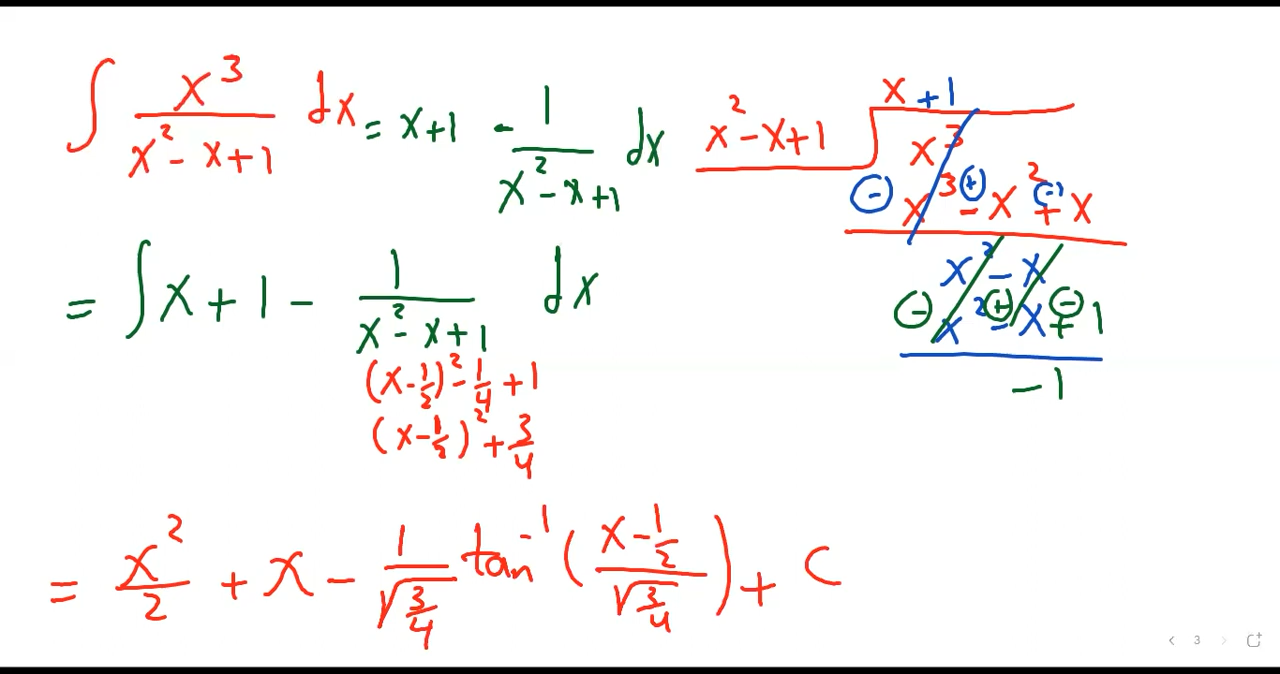 ∫ x³/(x² - x + 1) dx = x + 1 - 1/(x² - x + 1) dx
= ∫ x + 1 - 1/(x² - x + 1) dx
(x - 1/2)² - 1/4 + 1
(x - 1/2)² + 3/4
= x²/2 + x - 1/√(3/4) tan⁻¹ ( (x - 1/2)/√(3/4) ) + C
x + 1
x² - x + 1 x³
⊖ x³ ⊕ - x² ⊖ + x
x² - x
⊖ x² ⊕ - x ⊖ + 1
- 1
< 3 >